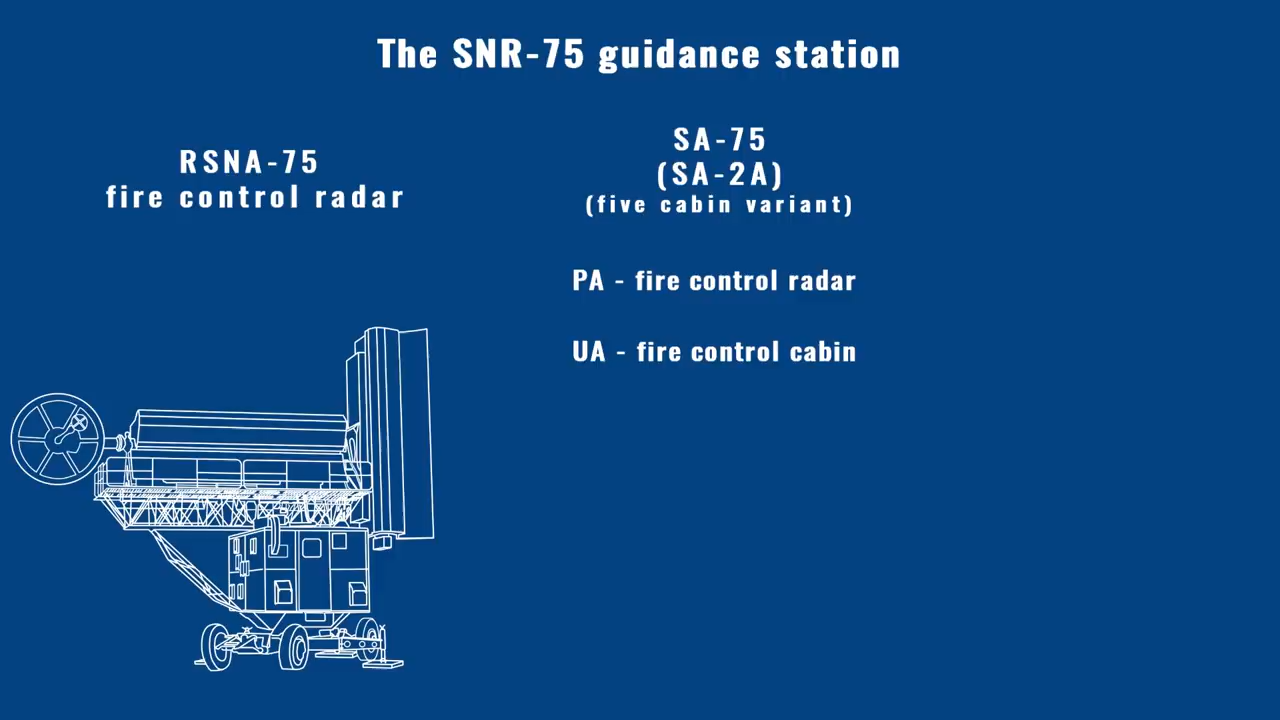 The SNR-75 guidance station
RSNA-75
fire control radar
SA-75
(SA-2A)
(five cabin variant)
PA - fire control radar
UA - fire control cabin